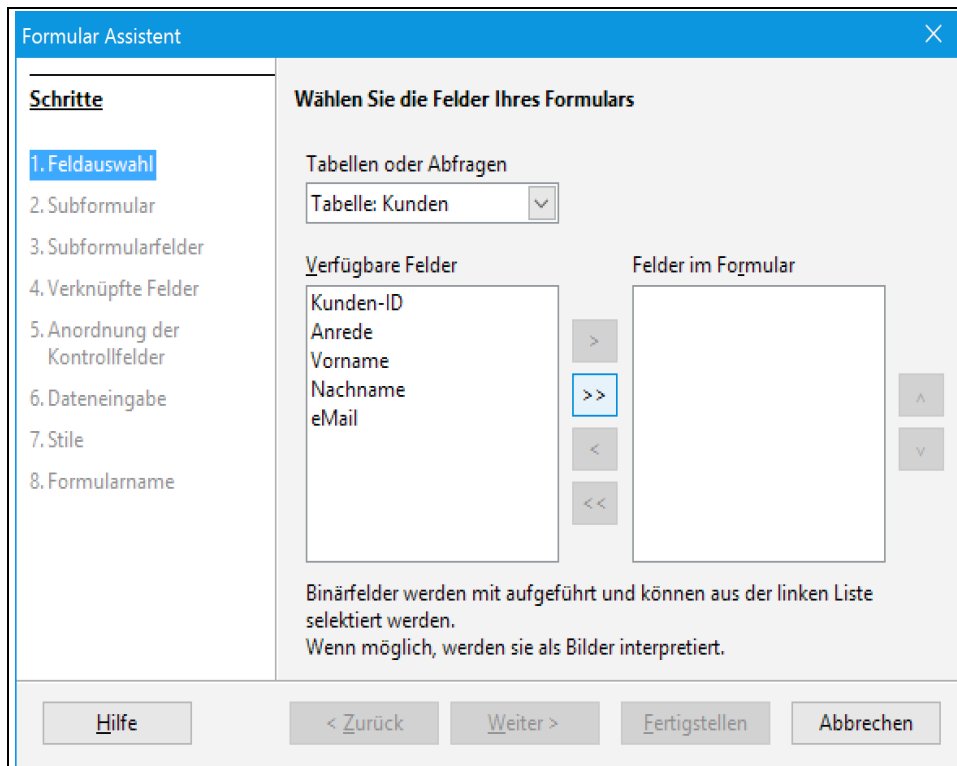 Formular Assistent
Schritte
1. Feldauswahl
2. Subformular
3. Subformularfelder
4. Verknüpfte Felder
5. Anordnung der
Kontrollfelder
6. Dateneingabe
7. Stile
8. Formularname
Wählen Sie die Felder Ihres Formulars
Tabellen oder Abfragen
Tabelle: Kunden
Verfügbare Felder
Kunden-ID
Anrede
Vorname
Nachname
eMail
>
>>
<
<<
Felder im Formular
Binärfelder werden mit aufgeführt und können aus der linken Liste
selektiert werden.
Wenn möglich, werden sie als Bilder interpretiert.
Hilfe
< Zurück
Weiter >
Fertigstellen
Abbrechen